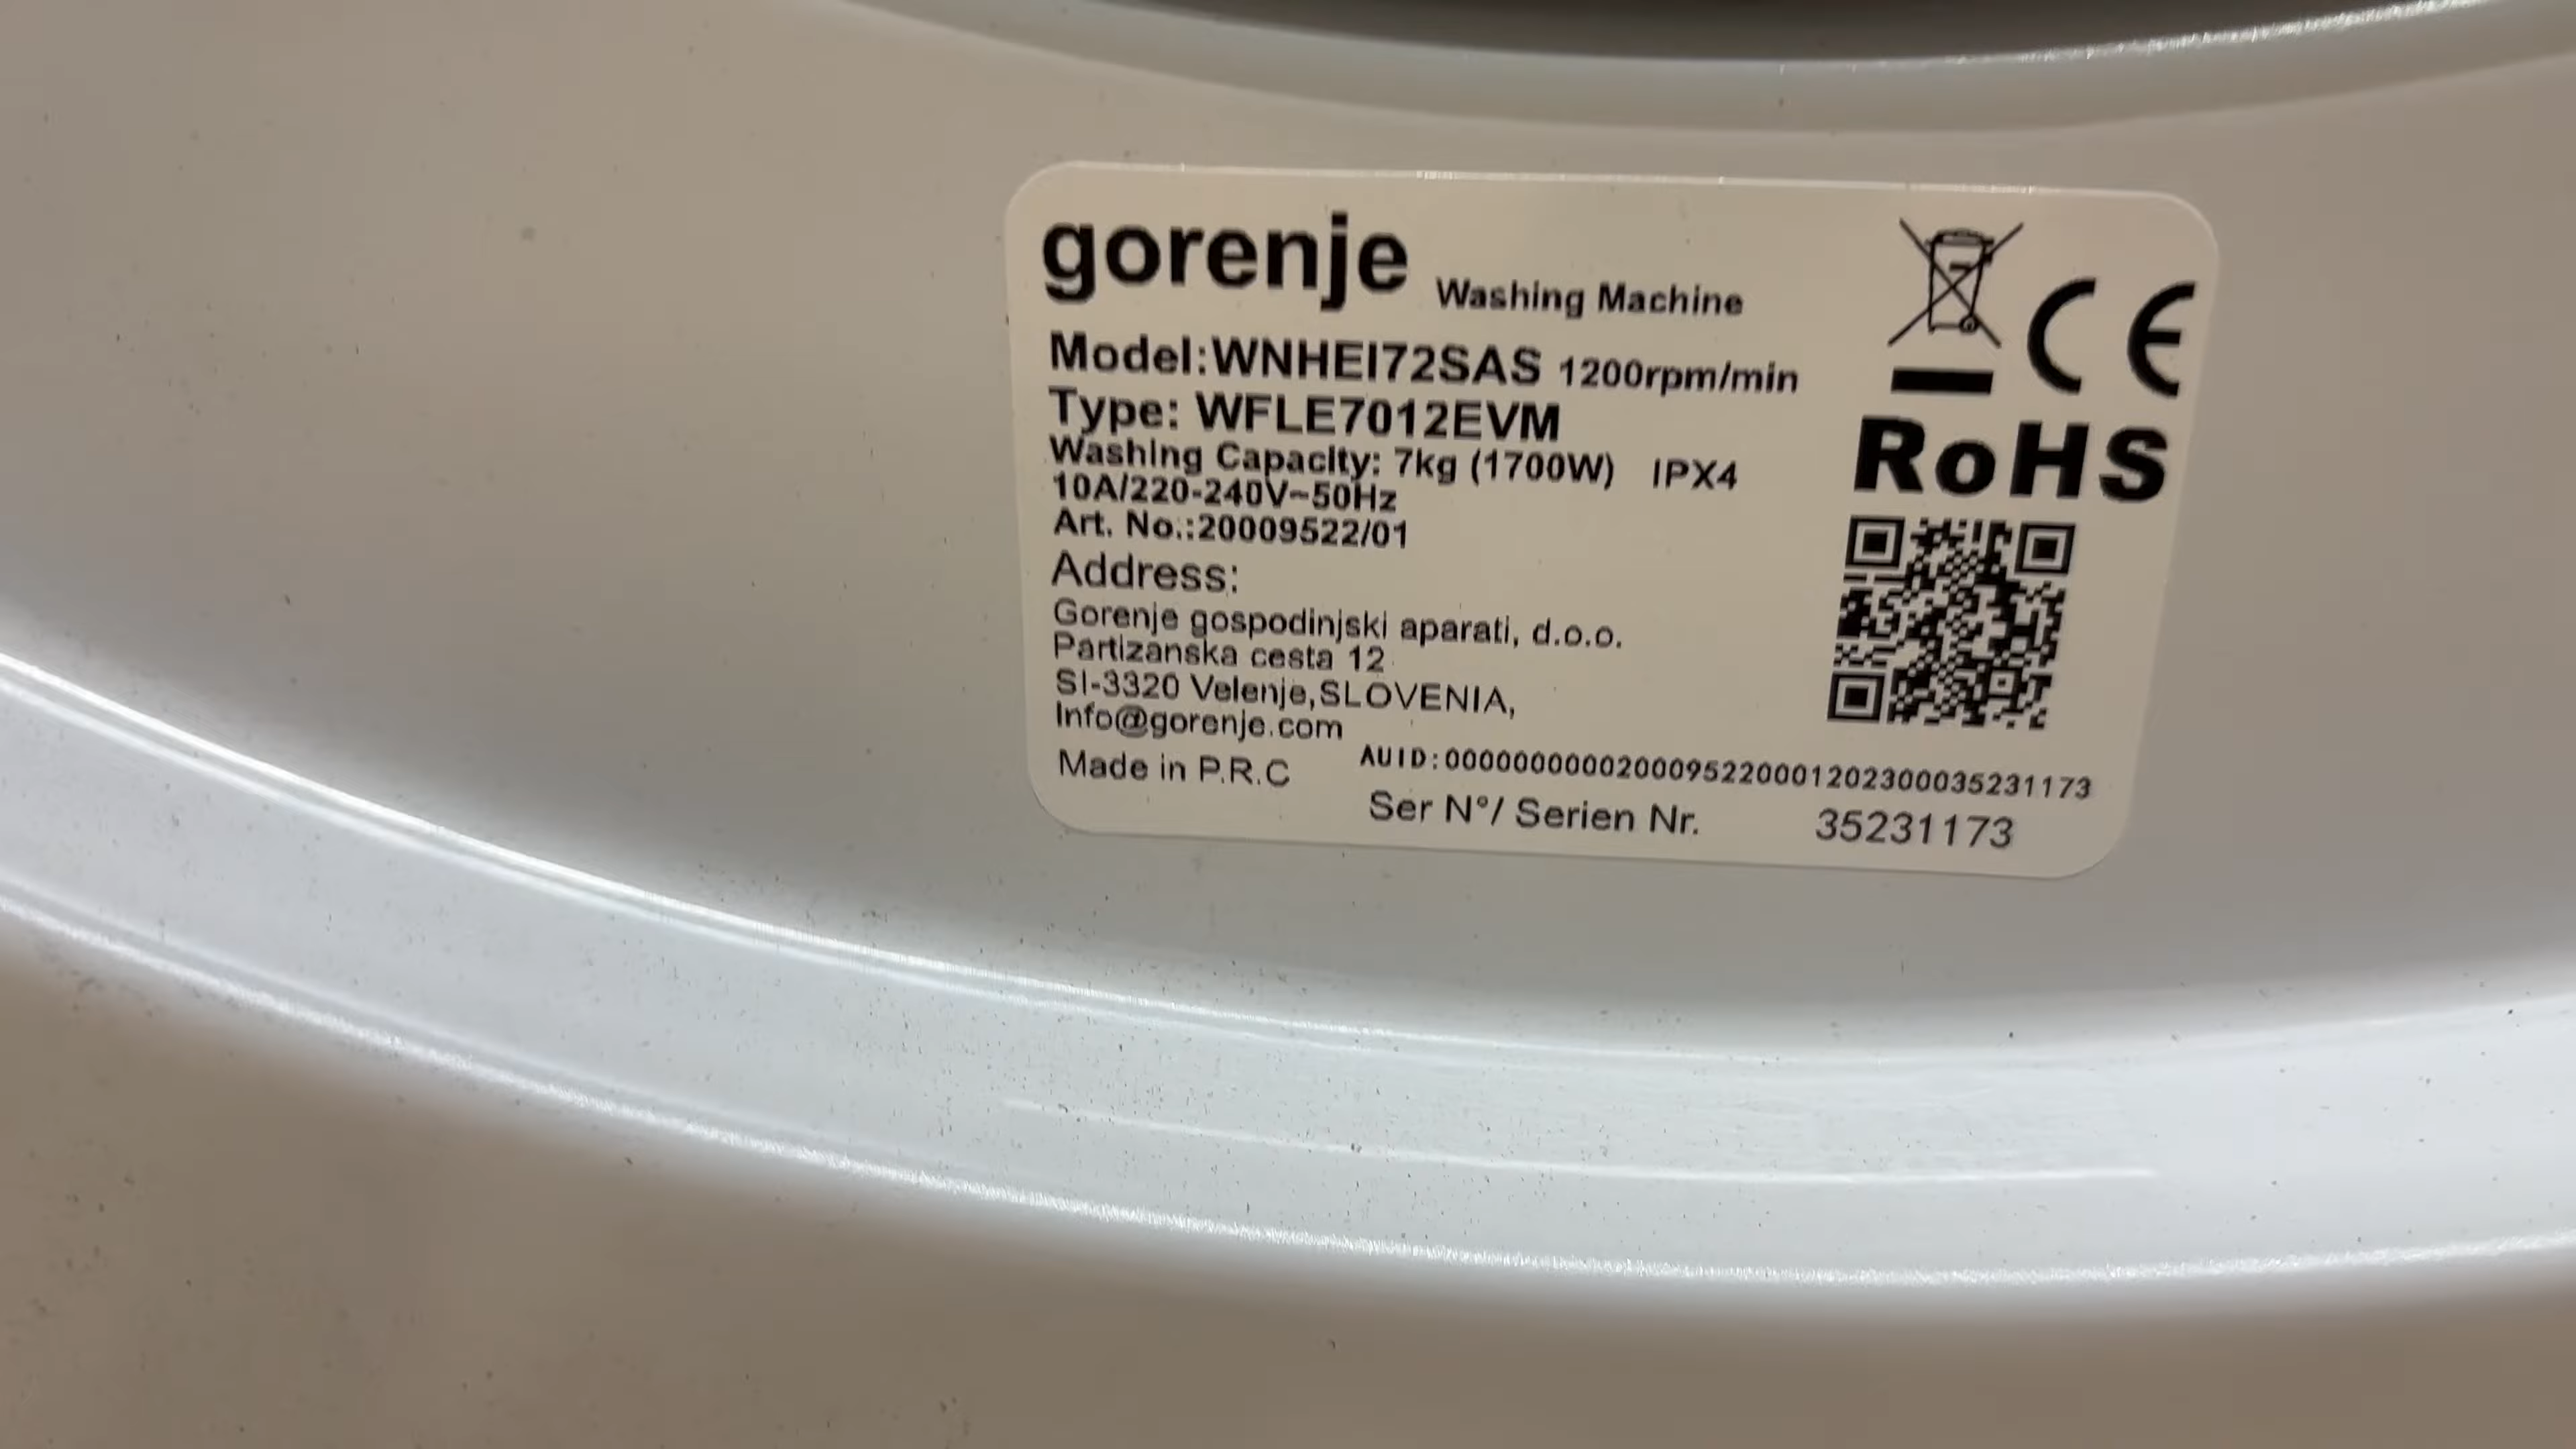 gorenje Washing Machine
Model:WNHEI72SAS 1200rpm/min
Type: WFLE7012EVM
Washing Capacity: 7kg (1700W) IPX4
10A/220-240V~50Hz
Art. No.:20009522/01
Address:
Gorenje gospodinjski aparati, d.o.o.
Partizanska cesta 12
SI-3320 Velenje,SLOVENIA,
Info@gorenje.com
Made in P.R.C
AUID:0000000000200095220001202300035231173
Ser N°/ Serien Nr. 35231173
CE
RoHS